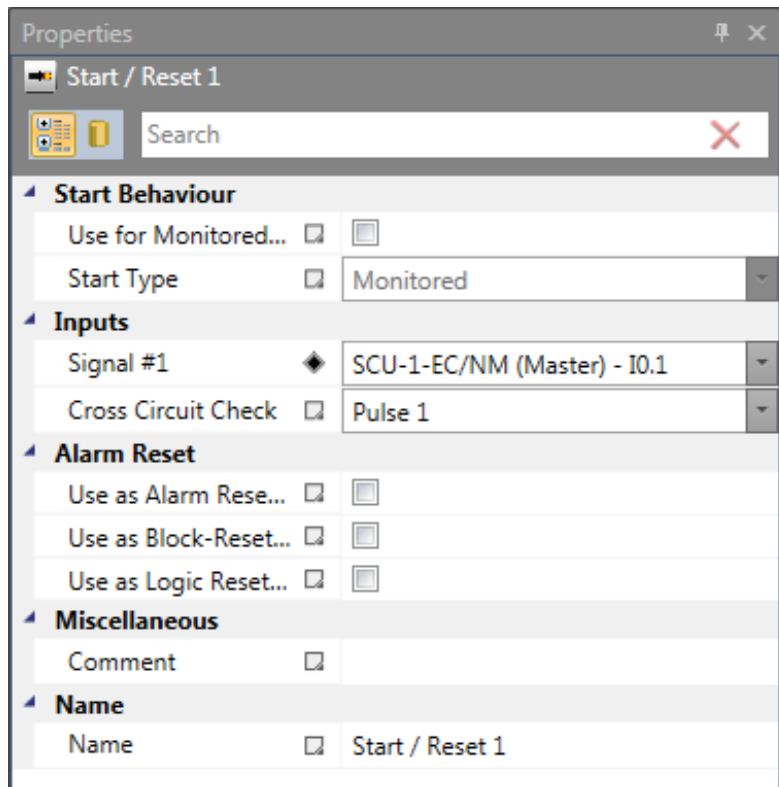 Properties
Start / Reset 1
Search
Start Behaviour
Use for Monitored...
Start Type Monitored
Inputs
Signal #1 SCU-1-EC/NM (Master) - I0.1
Cross Circuit Check Pulse 1
Alarm Reset
Use as Alarm Rese...
Use as Block-Reset...
Use as Logic Reset...
Miscellaneous
Comment
Name
Name Start / Reset 1